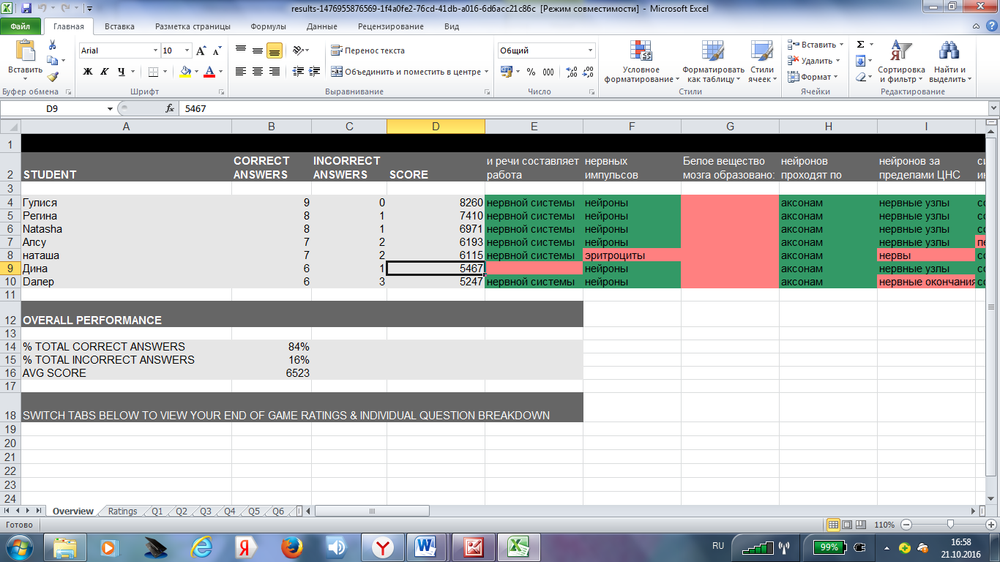 results-1476955876569-1f4a0fe2-76cd-41db-a016-6d6acc21c86c [Режим совместимости] - Microsoft Excel
Файл Главная Вставка Разметка страницы Формулы Данные Рецензирование Вид
Вставить
Arial 10
Ж К Ч
Перенос текста
Объединить и поместить в центре
Общий
% 000
Условное форматирование
Форматировать как таблицу
Стили ячеек
Вставить
Удалить
Формат
Сортировка и фильтр
Найти и выделить
Буфер обмена Шрифт Выравнивание Число Стили Ячейки Редактирование
D9 fx 5467
A B C D E F G H I
1
2 STUDENT CORRECT ANSWERS INCORRECT ANSWERS SCORE и речи составляет работа нервных импульсов Белое вещество мозга образовано: нейронов проходят по нейронов за пределами ЦНС
3
4 Гулися 9 0 8260 нервной системы нейроны аксонам нервные узлы
5 Регина 8 1 7410 нервной системы нейроны аксонам нервные узлы
6 Natasha 8 1 6971 нервной системы нейроны аксонам нервные узлы
7 Алсу 7 2 6193 нервной системы нейроны аксонам нервные узлы
8 наташа 7 2 6115 нервной системы эритроциты аксонам нервы
9 Дина 6 1 5467 нейроны аксонам нервные узлы
10 Далер 6 3 5247 нервной системы нейроны аксонам нервные окончания
11
12 OVERALL PERFORMANCE
13
14 % TOTAL CORRECT ANSWERS 84%
15 % TOTAL INCORRECT ANSWERS 16%
16 AVG SCORE 6523
17
18 SWITCH TABS BELOW TO VIEW YOUR END OF GAME RATINGS & INDIVIDUAL QUESTION BREAKDOWN
19
20
21
22
23
24
Overview Ratings Q1 Q2 Q3 Q4 Q5 Q6
Готово 110%
RU 99% 16:58
21.10.2016